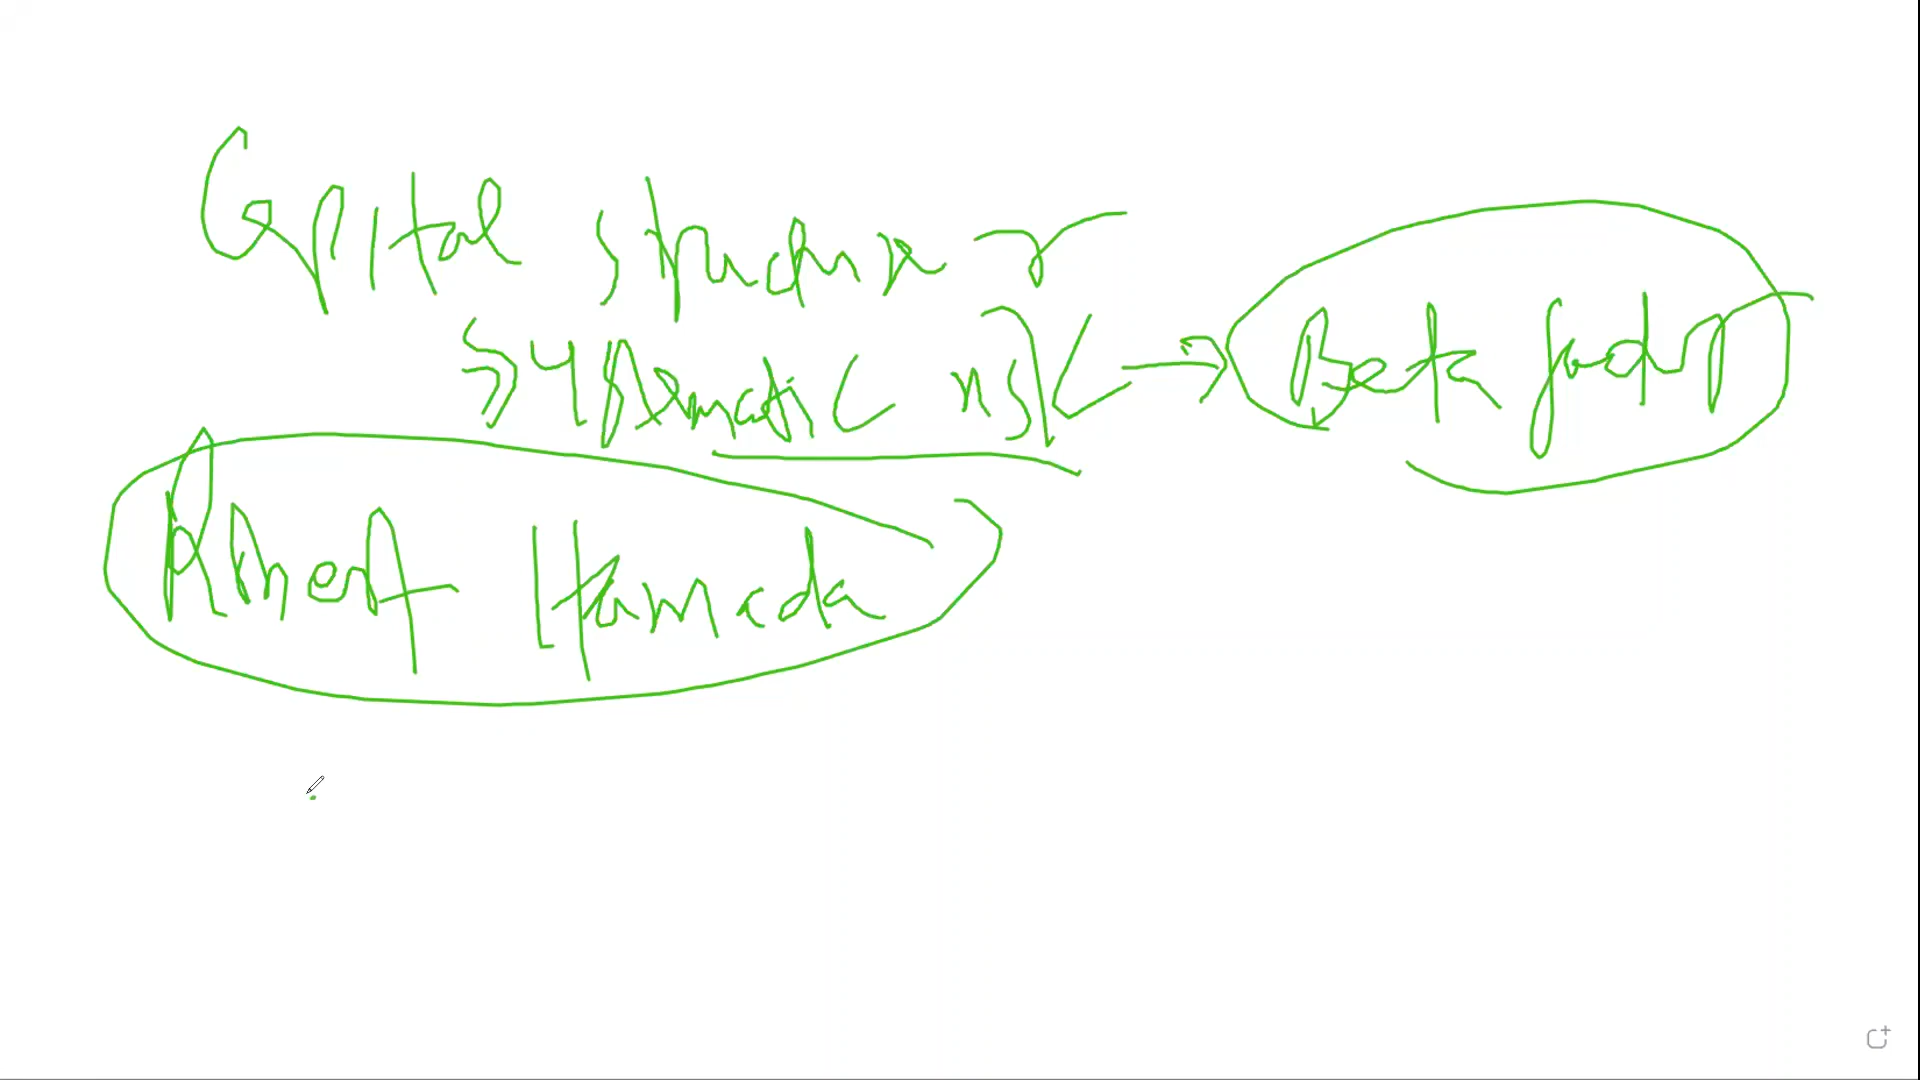 Capital structure r
systematic risk → Beta factor
Robert Hamada